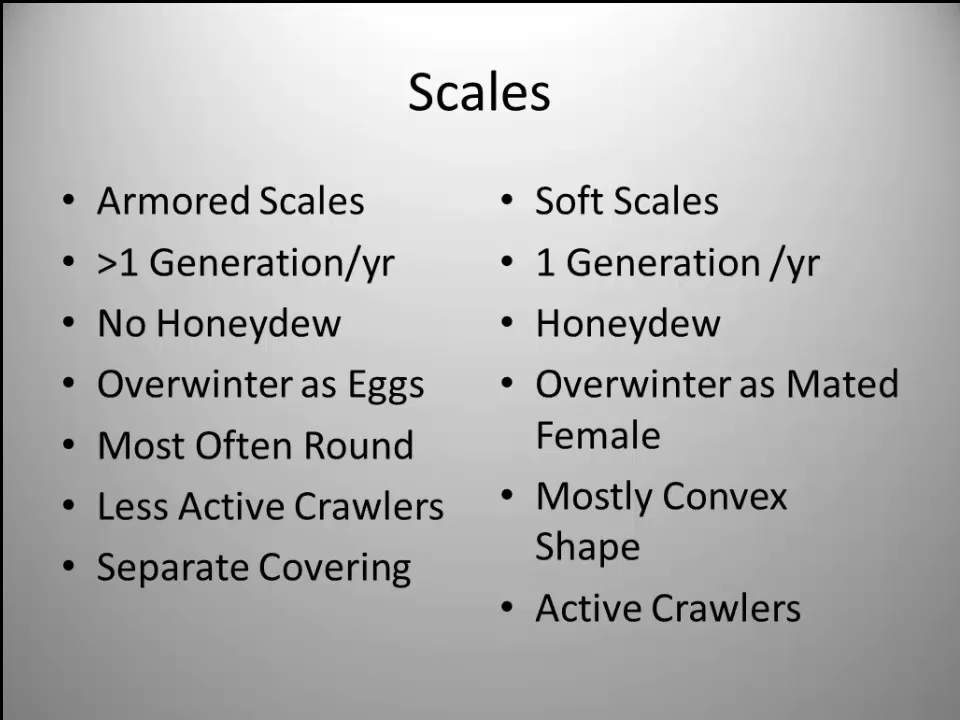 Scales
• Armored Scales
• >1 Generation/yr
• No Honeydew
• Overwinter as Eggs
• Most Often Round
• Less Active Crawlers
• Separate Covering
• Soft Scales
• 1 Generation /yr
• Honeydew
• Overwinter as Mated
Female
• Mostly Convex
Shape
• Active Crawlers